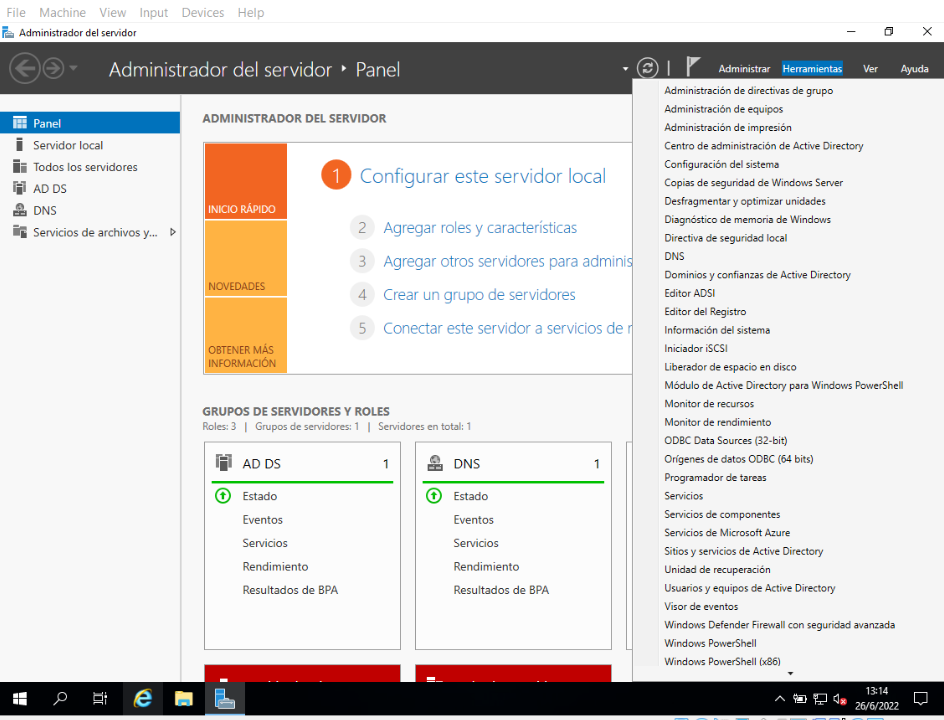 File Machine View Input Devices Help
Administrador del servidor
Administrador del servidor Panel
Administrar Herramientas Ver Ayuda
Panel
Servidor local
Todos los servidores
AD DS
DNS
Servicios de archivos y...
ADMINISTRADOR DEL SERVIDOR
INICIO RÁPIDO
NOVEDADES
OBTENER MÁS
INFORMACIÓN
1 Configurar este servidor local
2 Agregar roles y características
3 Agregar otros servidores para adminis
4 Crear un grupo de servidores
5 Conectar este servidor a servicios de
GRUPOS DE SERVIDORES Y ROLES
Roles: 3 | Grupos de servidores: 1 | Servidores en total: 1
AD DS 1
Estado
Eventos
Servicios
Rendimiento
Resultados de BPA
DNS 1
Estado
Eventos
Servicios
Rendimiento
Resultados de BPA
Administración de directivas de grupo
Administración de equipos
Administración de impresión
Centro de administración de Active Directory
Configuración del sistema
Copias de seguridad de Windows Server
Desfragmentar y optimizar unidades
Diagnóstico de memoria de Windows
Directiva de seguridad local
DNS
Dominios y confianzas de Active Directory
Editor ADSI
Editor del Registro
Información del sistema
Iniciador iSCSI
Liberador de espacio en disco
Módulo de Active Directory para Windows PowerShell
Monitor de recursos
Monitor de rendimiento
ODBC Data Sources (32-bit)
Orígenes de datos ODBC (64 bits)
Programador de tareas
Servicios
Servicios de componentes
Servicios de Microsoft Azure
Sitios y servicios de Active Directory
Unidad de recuperación
Usuarios y equipos de Active Directory
Visor de eventos
Windows Defender Firewall con seguridad avanzada
Windows PowerShell
Windows PowerShell (x86)
13:14
26/6/2022